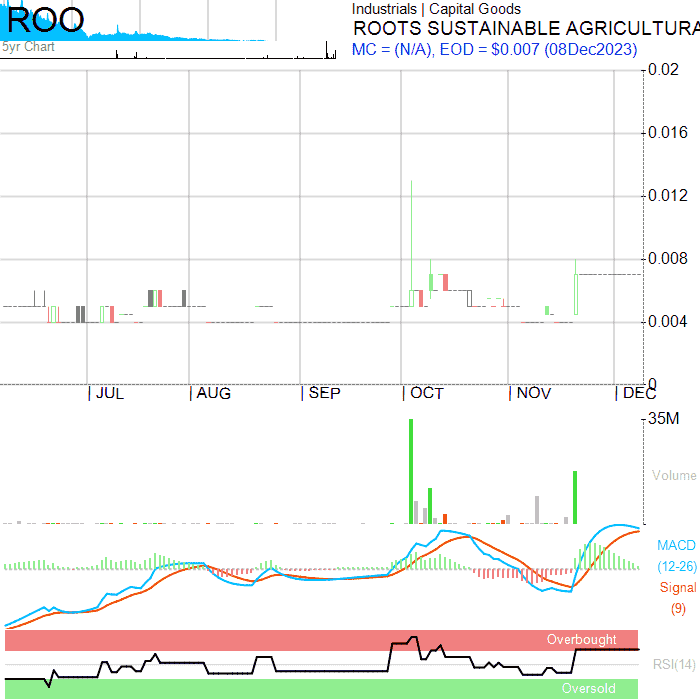 ROO
Industrials | Capital Goods
ROOTS SUSTAINABLE AGRICULTURA
5yr Chart
MC = (N/A), EOD = $0.007 (08Dec2023)
0.02
0.016
0.012
0.008
0.004
0
JUL AUG SEP OCT NOV DEC
35M
Volume
MACD
(12-26)
Signal
(9)
Overbought
RSI(14)
Oversold